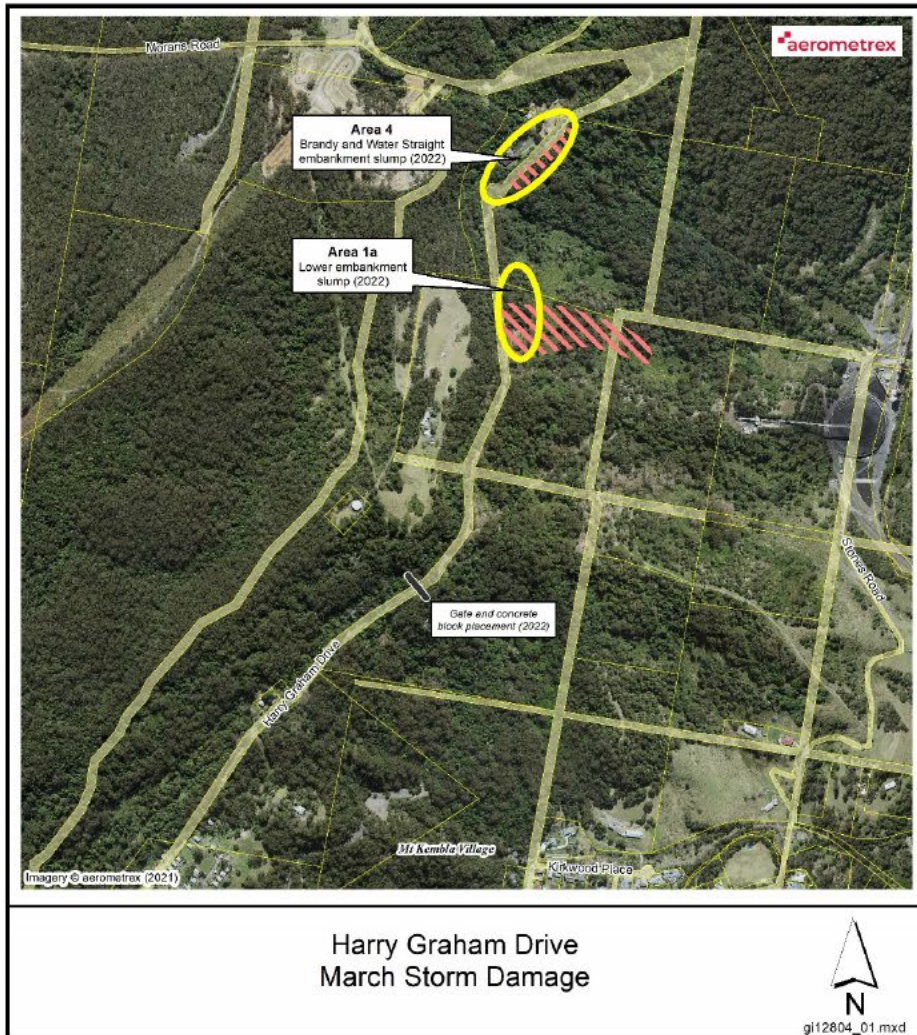 Morans Road
aerometrex
Area 4
Brandy and Water Straight
embankment slump (2022)
Area 1a
Lower embankment
slump (2022)
Stones Road
Gate and concrete
block placement (2022)
Harry Graham Drive
Mt Kembla Village
Kirkwood Place
Imagery © aerometrex (2021)
Harry Graham Drive
March Storm Damage
N
gi12804_01.mxd